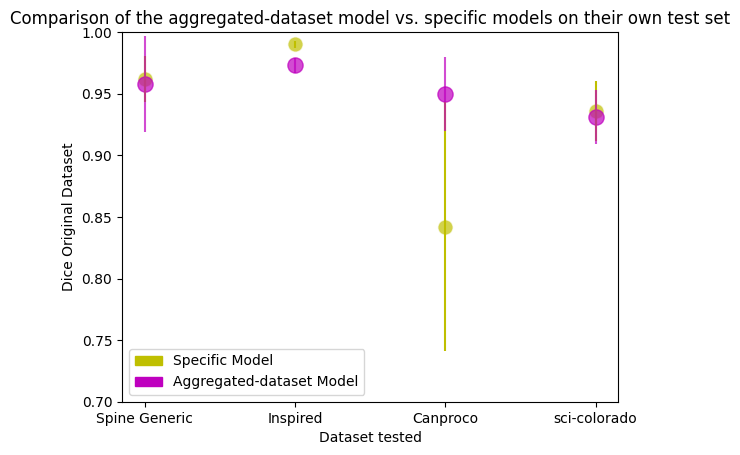 Comparison of the aggregated-dataset model vs. specific models on their own test set
1.00
0.95
0.90
0.85
0.80
0.75
0.70
Dice Original Dataset
Specific Model
Aggregated-dataset Model
Spine Generic Inspired Canproco sci-colorado
Dataset tested